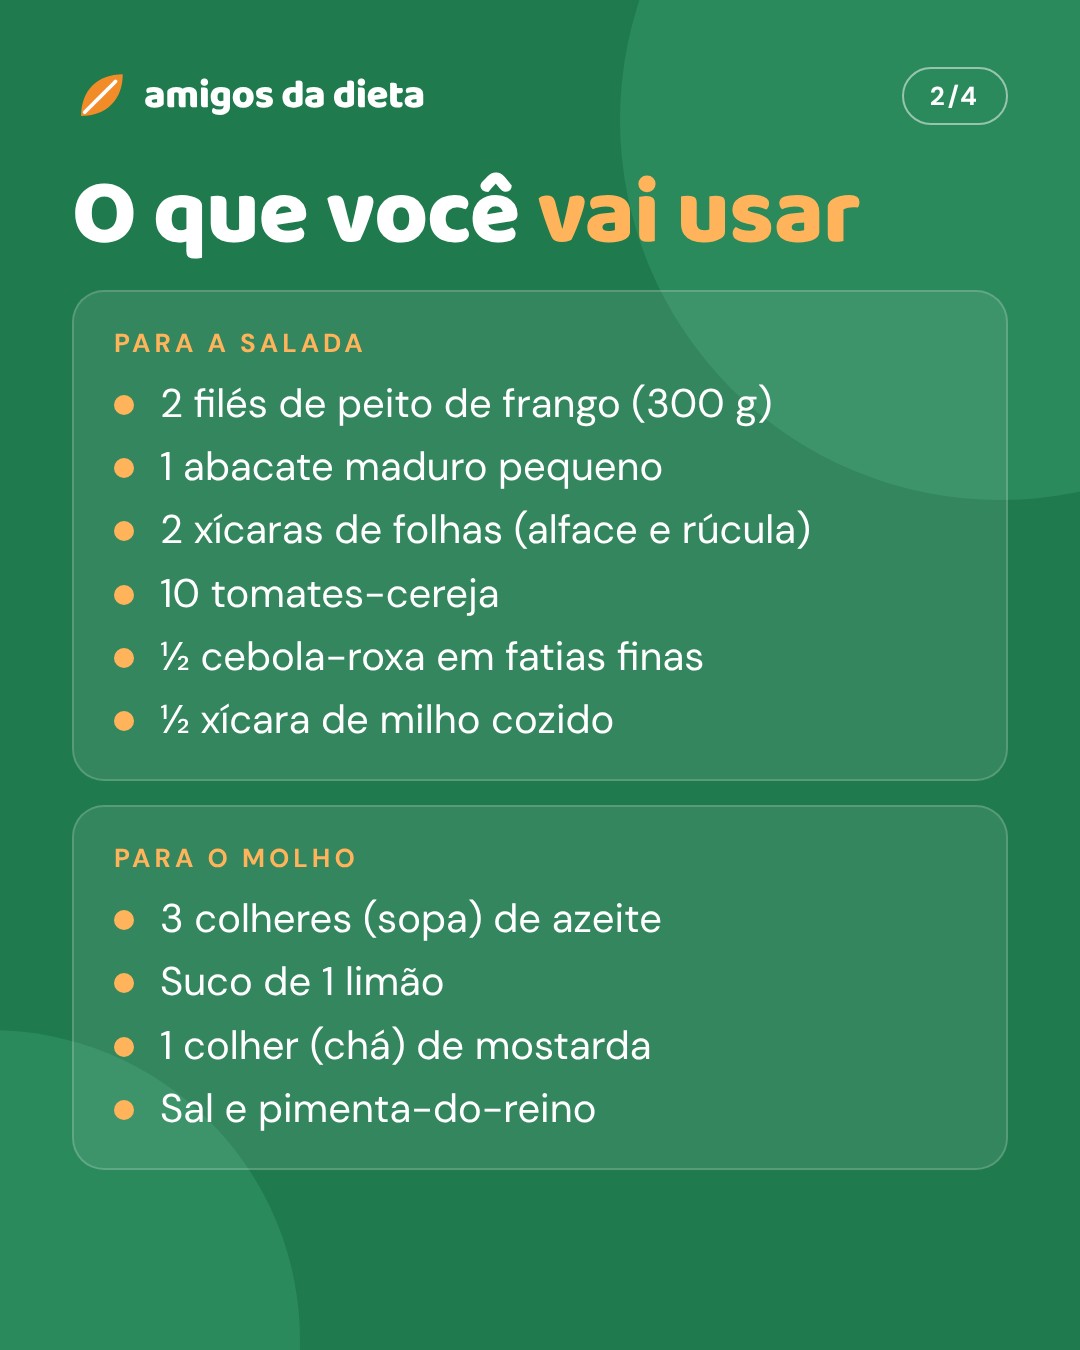 amigos da dieta
2/4
O que você vai usar
PARA A SALADA
2 filés de peito de frango (300 g)
1 abacate maduro pequeno
2 xícaras de folhas (alface e rúcula)
10 tomates-cereja
½ cebola-roxa em fatias finas
½ xícara de milho cozido
PARA O MOLHO
3 colheres (sopa) de azeite
Suco de 1 limão
1 colher (chá) de mostarda
Sal e pimenta-do-reino